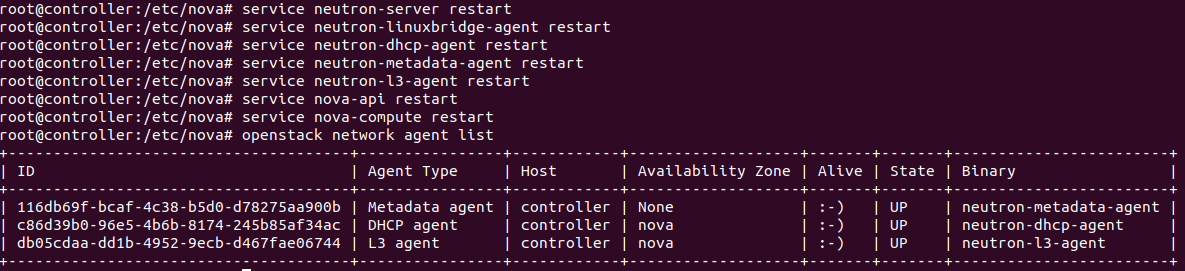 root@controller:/etc/nova# service neutron-server restart
root@controller:/etc/nova# service neutron-linuxbridge-agent restart
root@controller:/etc/nova# service neutron-dhcp-agent restart
root@controller:/etc/nova# service neutron-metadata-agent restart
root@controller:/etc/nova# service neutron-l3-agent restart
root@controller:/etc/nova# service nova-api restart
root@controller:/etc/nova# service nova-compute restart
root@controller:/etc/nova# openstack network agent list
+--------------------------------------+----------------+------------+-------------------+-------+-------+------------------------+
| ID                                   | Agent Type     | Host       | Availability Zone | Alive | State | Binary                 |
+--------------------------------------+----------------+------------+-------------------+-------+-------+------------------------+
| 116db69f-bcaf-4c38-b5d0-d78275aa900b | Metadata agent | controller | None              | :-)   | UP    | neutron-metadata-agent |
| c86d39b0-96e5-4b6b-8174-245b85af34ac | DHCP agent     | controller | nova              | :-)   | UP    | neutron-dhcp-agent     |
| db05cdaa-dd1b-4952-9ecb-d467fae06744 | L3 agent       | controller | nova              | :-)   | UP    | neutron-l3-agent       |
+--------------------------------------+----------------+------------+-------------------+-------+-------+------------------------+